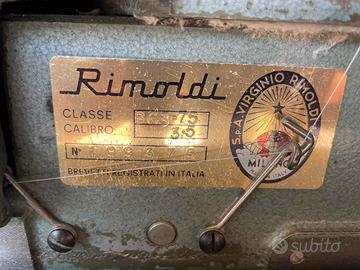 Rimoldi
CLASSE
CALIBRO 3.5
N°
BREVETTI REGISTRATI IN ITALIA
S.p.A. VIRGINIO RIMOLDI
MILANO
subito